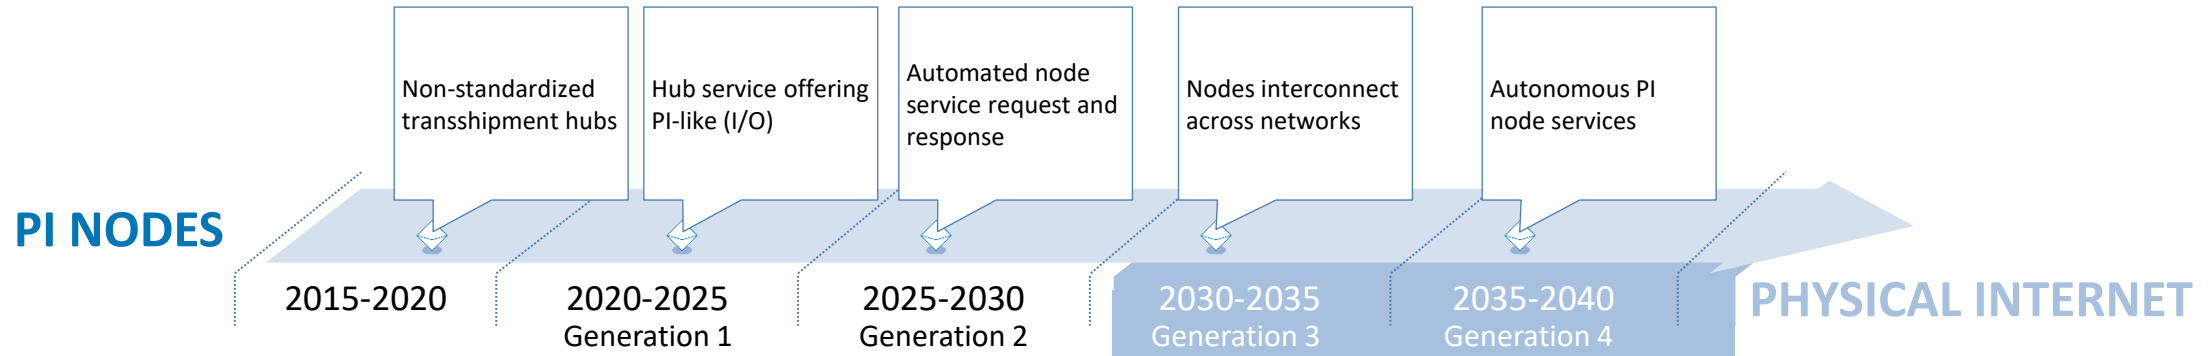 Non-standardized
transshipment hubs
Hub service offering
PI-like (I/O)
Automated node
service request and
response
Nodes interconnect
across networks
Autonomous PI
node services
PI NODES
2015-2020
2020-2025
Generation 1
2025-2030
Generation 2
2030-2035
Generation 3
2035-2040
Generation 4
PHYSICAL INTERNET